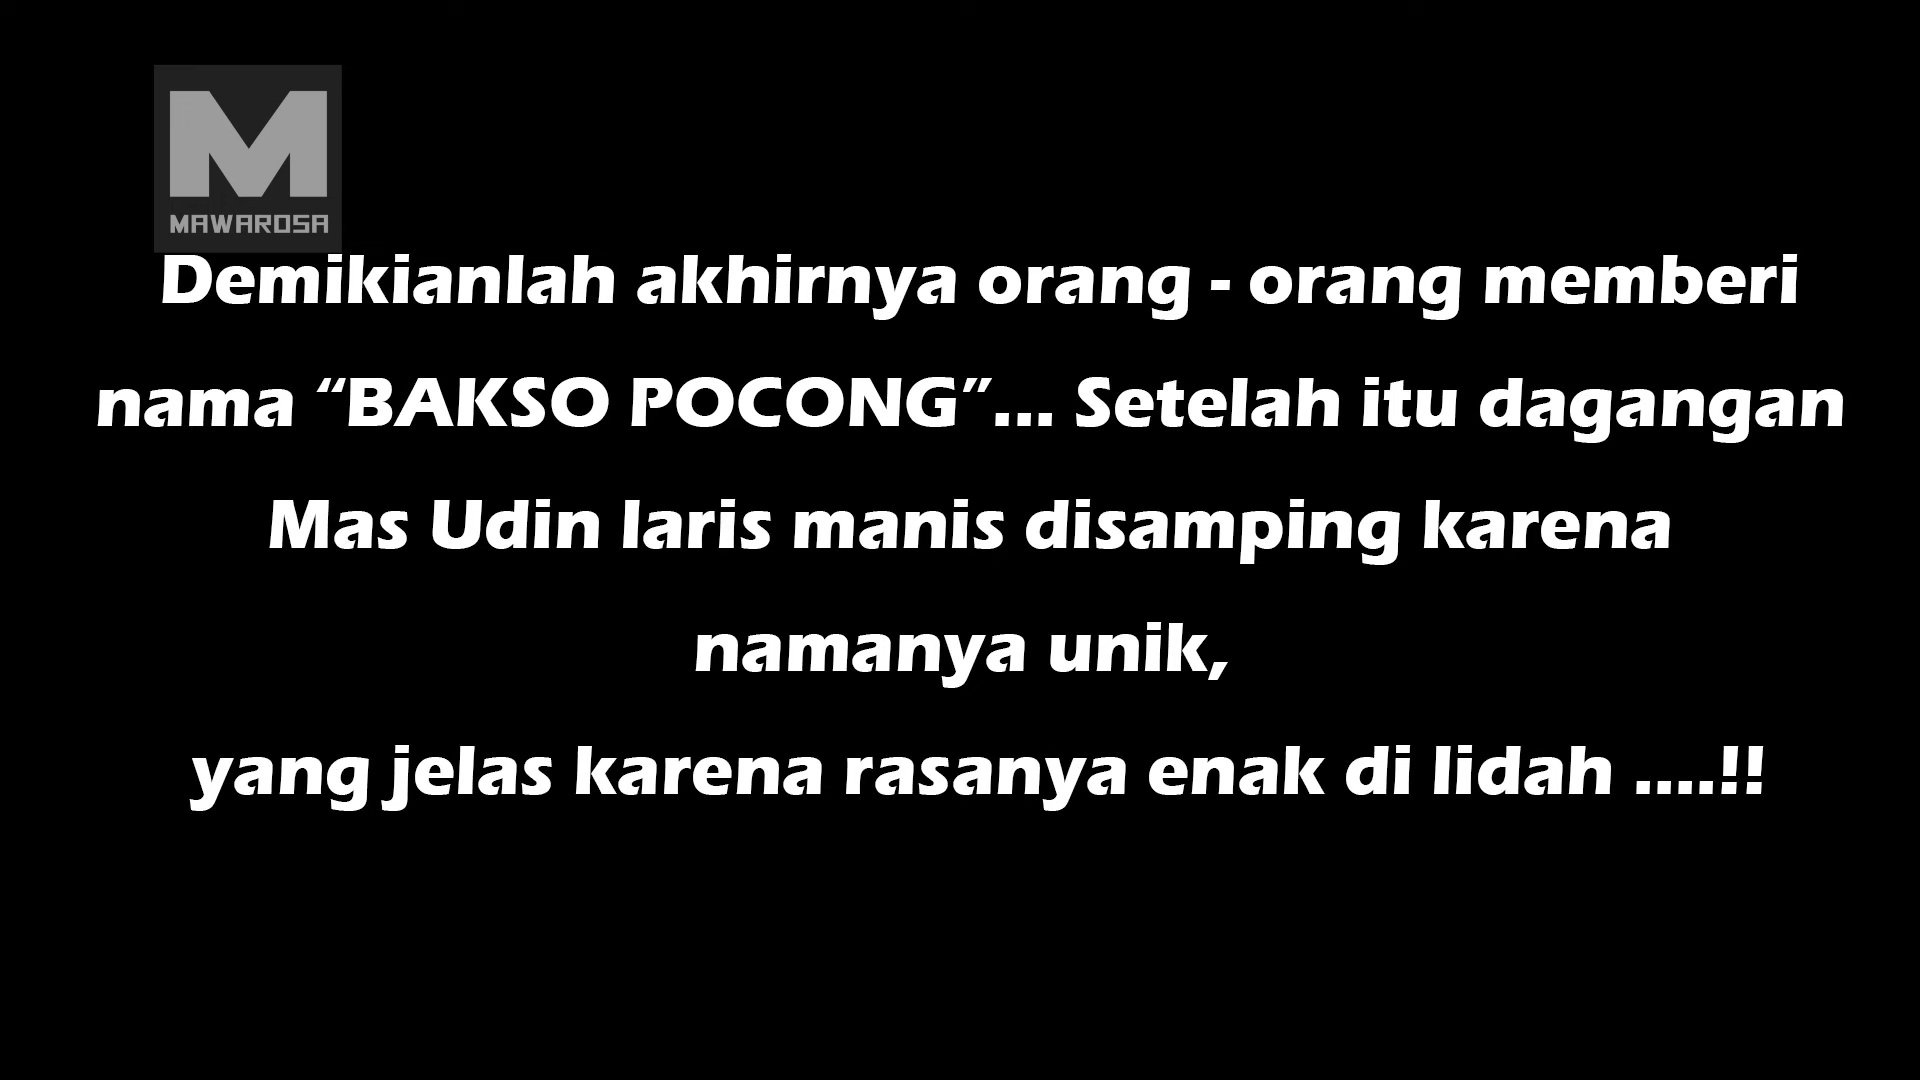 M
MAWAROSA
Demikianlah akhirnya orang - orang memberi
nama “BAKSO POCONG”... Setelah itu dagangan
Mas Udin laris manis disamping karena
namanya unik,
yang jelas karena rasanya enak di lidah ....!!